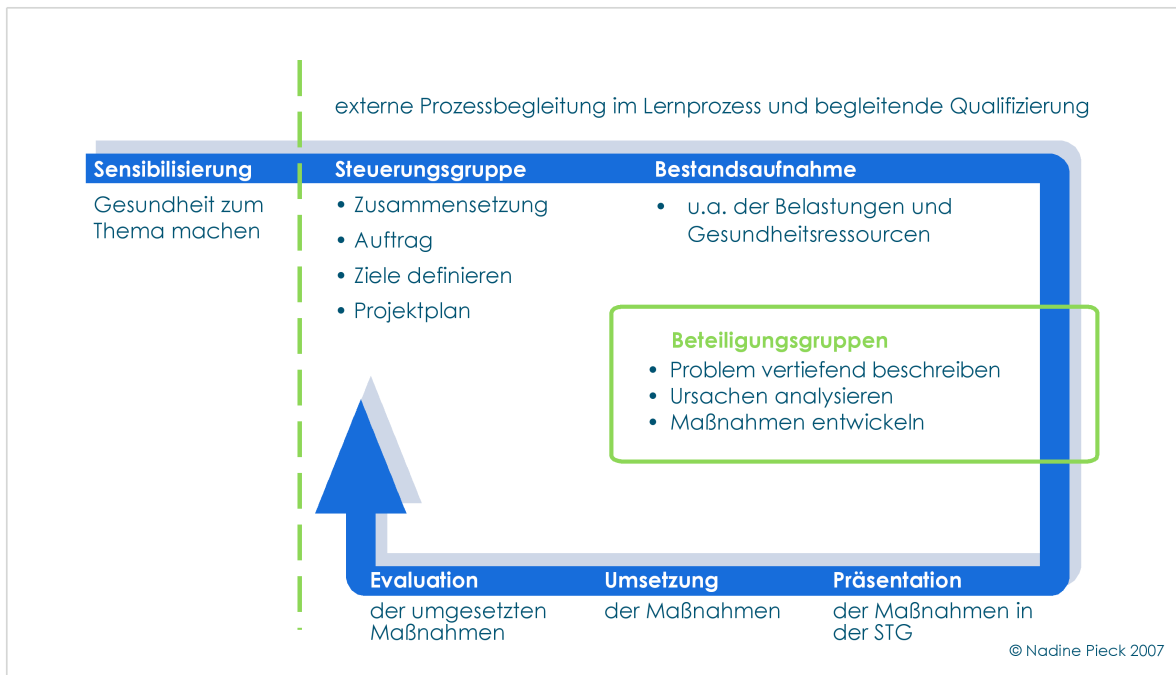 externe Prozessbegleitung im Lernprozess und begleitende Qualifizierung
Sensibilisierung
Gesundheit zum
Thema machen
Steuerungsgruppe
• Zusammensetzung
• Auftrag
• Ziele definieren
• Projektplan
Bestandsaufnahme
• u.a. der Belastungen und
Gesundheitsressourcen
Beteiligungsgruppen
• Problem vertiefend beschreiben
• Ursachen analysieren
• Maßnahmen entwickeln
Evaluation
der umgesetzten
Maßnahmen
Umsetzung
der Maßnahmen
Präsentation
der Maßnahmen in
der STG
© Nadine Pieck 2007